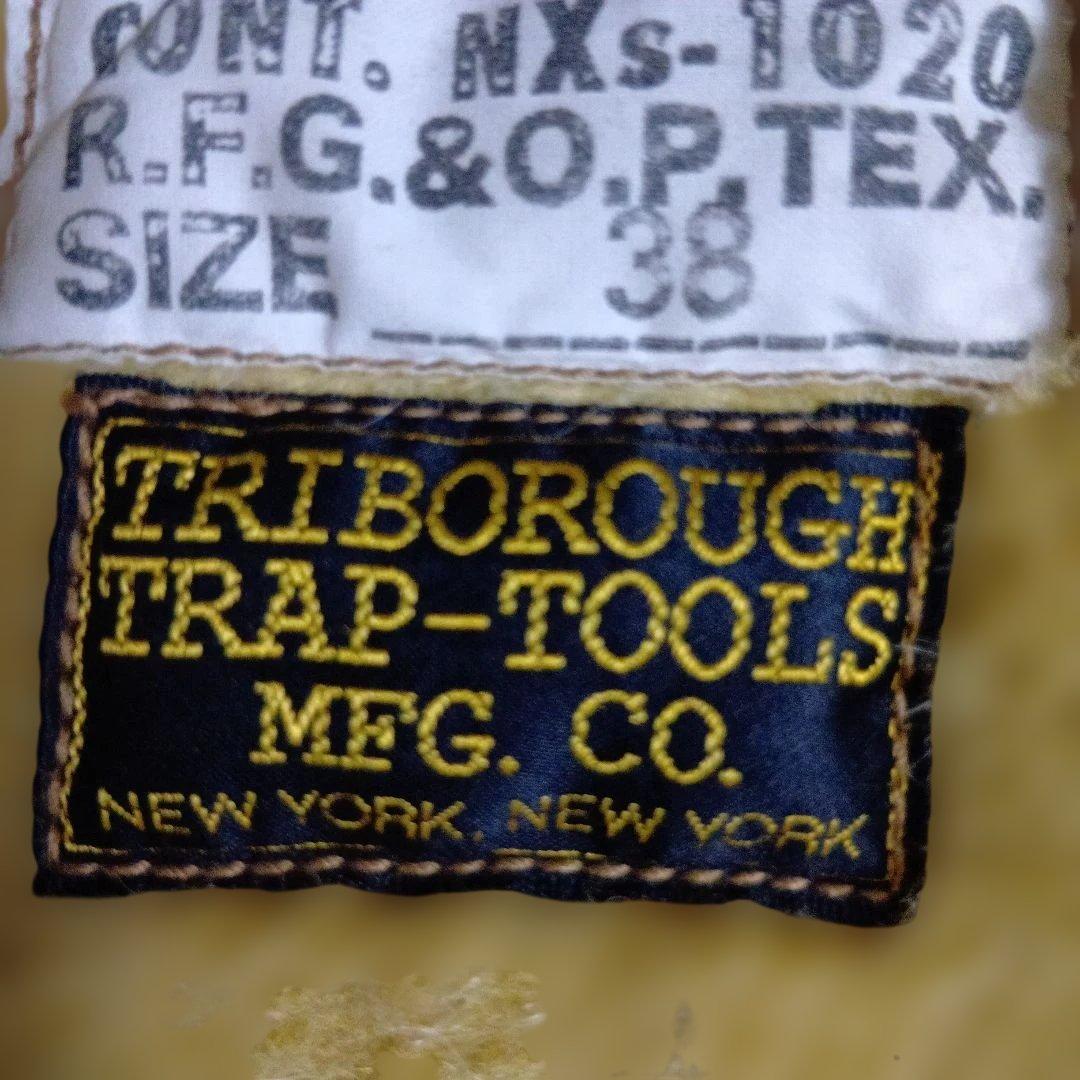 CONT. NXs-1020
R.F.G.&O.P.TEX.
SIZE 38
TRIBOROUGH
TRAP-TOOLS
MFG. CO.
NEW YORK, NEW YORK